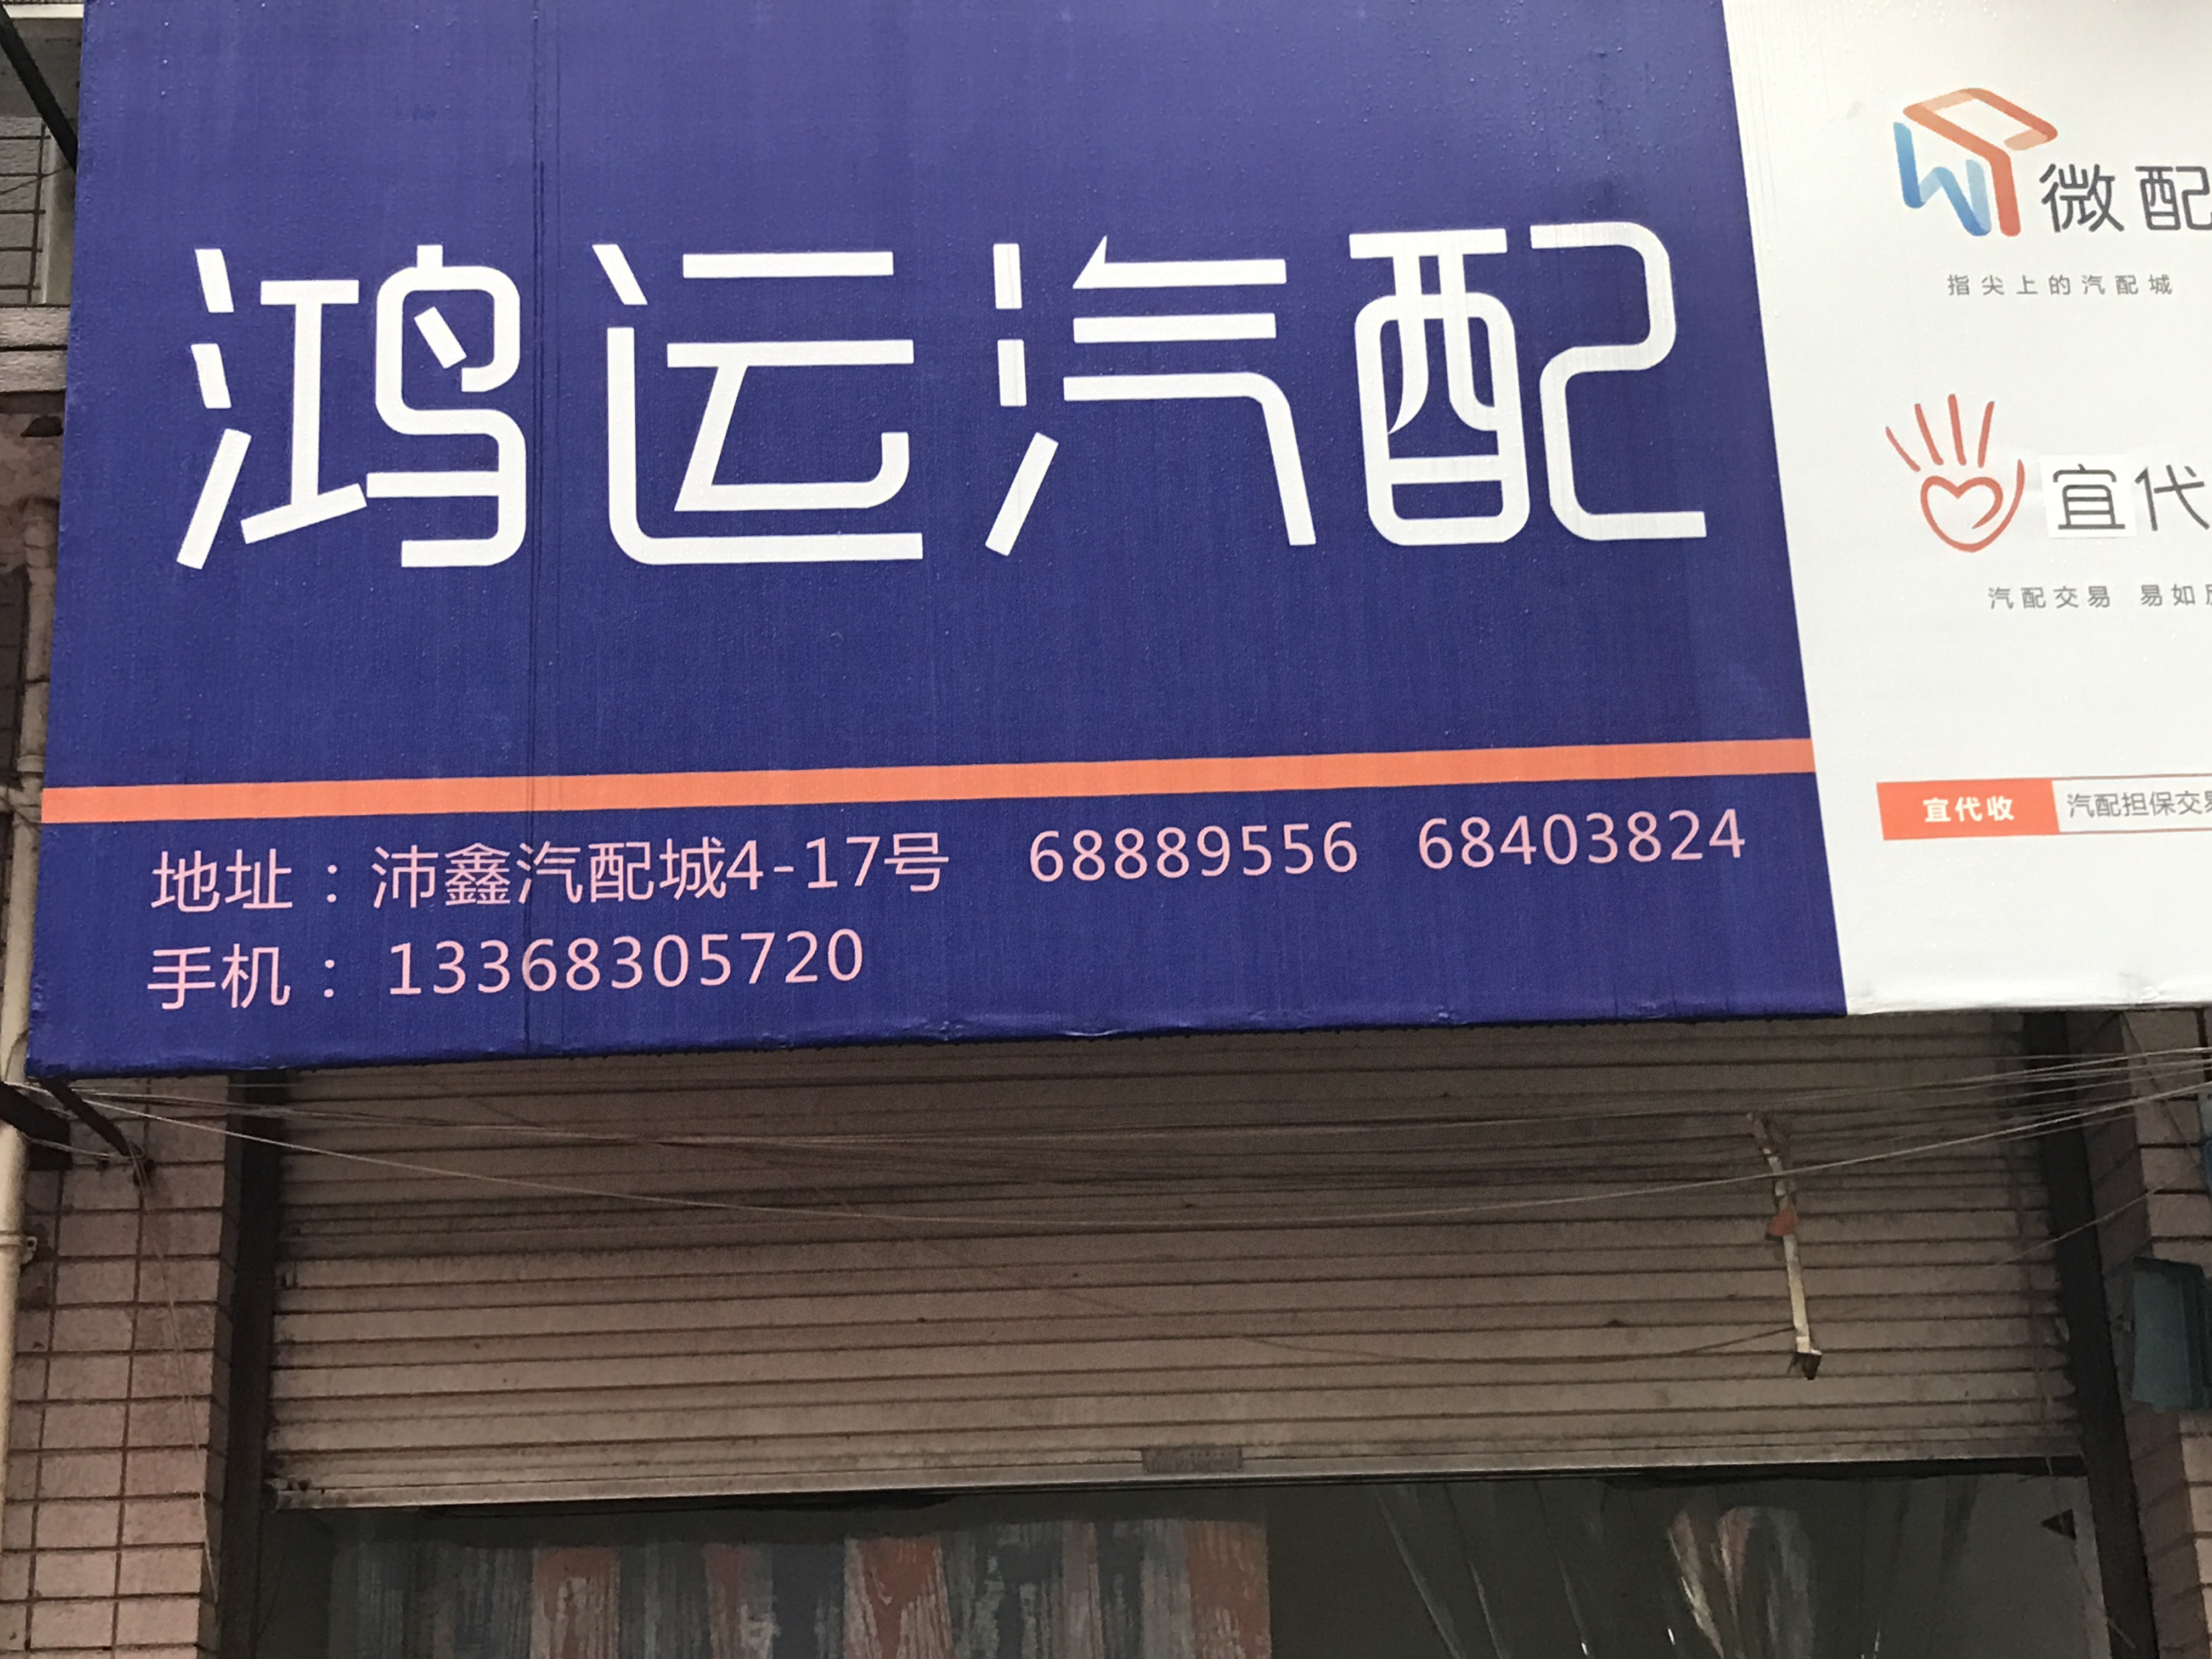 鸿运汽配
地址：沛鑫汽配城4-17号 68889556 68403824
手机： 13368305720
微配
指尖上的汽配城
宜代
汽配交易 易如
宜代收 汽配担保交易